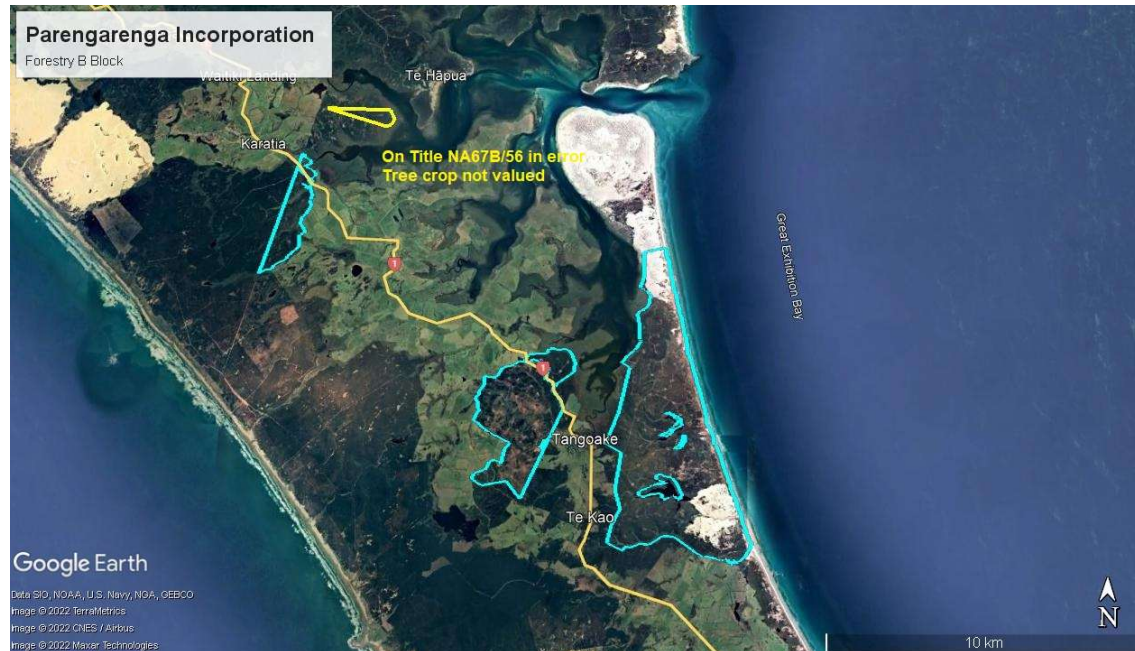 Parengarenga Incorporation
Forestry B Block
Waitiki Landing
Te Hāpua
Karatia
On Title NA67B/56 in error
Tree crop not valued
1
Great Exhibition Bay
1
Tangoake
Te Kao
Google Earth
Data SIO, NOAA, U.S. Navy, NGA, GEBCO
Image © 2022 TerraMetrics
Image © 2022 CNES / Airbus
Image © 2022 Maxar Technologies
N
10 km